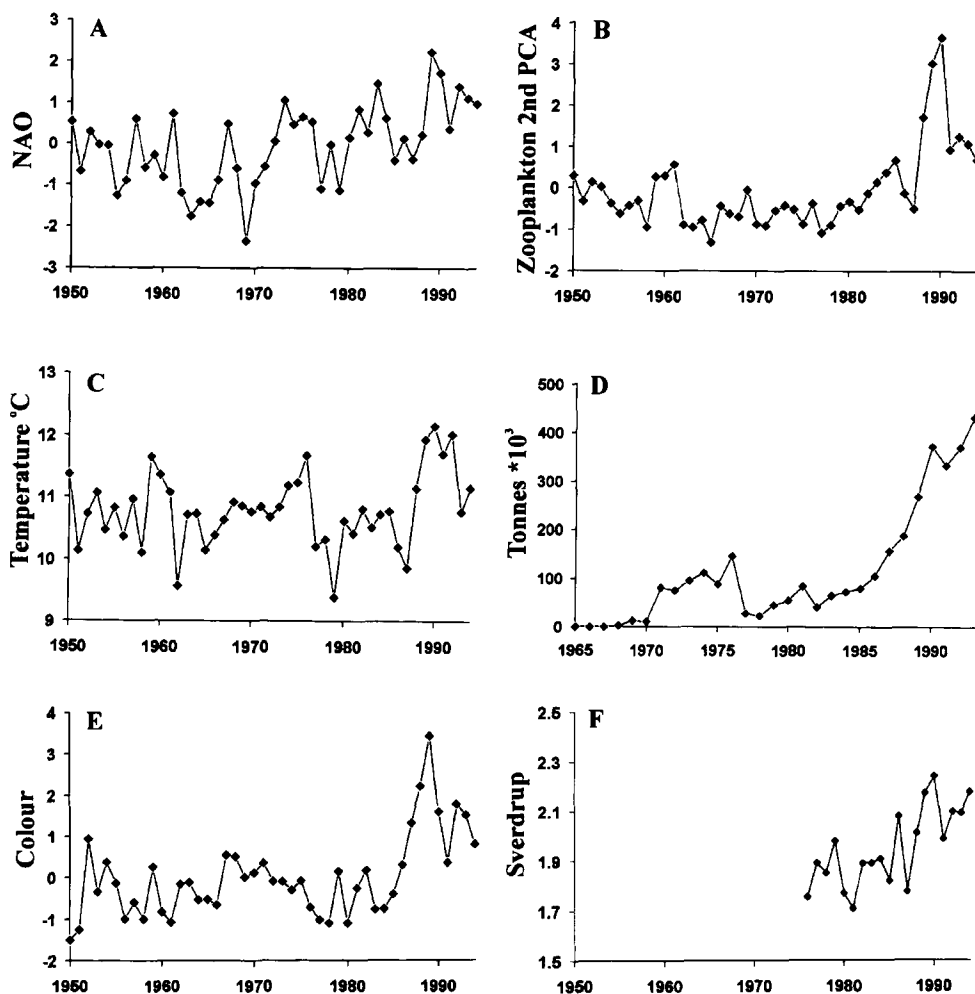 A
NAO
3
2
1
0
-1
-2
-3
1950 1960 1970 1980 1990
B
Zooplankton 2nd PCA
4
3
2
1
0
-1
-2
1950 1960 1970 1980 1990
C
Temperature °C
13
12
11
10
9
1950 1960 1970 1980 1990
D
Tonnes *10³
500
400
300
200
100
0
1965 1970 1975 1980 1985 1990
E
Colour
4
3
2
1
0
-1
-2
1950 1960 1970 1980 1990
F
Sverdrup
2.5
2.3
2.1
1.9
1.7
1.5
1950 1960 1970 1980 1990